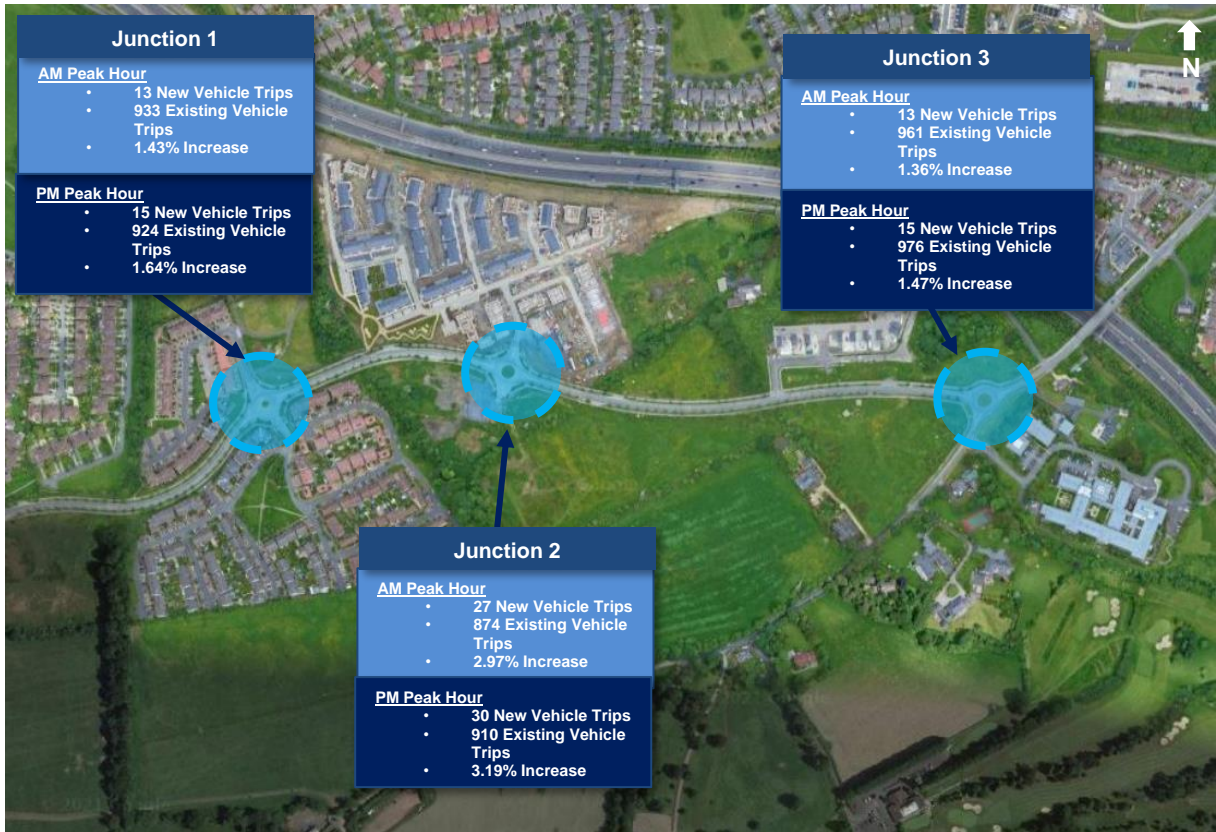 Junction 1
AM Peak Hour
• 13 New Vehicle Trips
• 933 Existing Vehicle
Trips
• 1.43% Increase
PM Peak Hour
• 15 New Vehicle Trips
• 924 Existing Vehicle
Trips
• 1.64% Increase
Junction 3
AM Peak Hour
• 13 New Vehicle Trips
• 961 Existing Vehicle
Trips
• 1.36% Increase
PM Peak Hour
• 15 New Vehicle Trips
• 976 Existing Vehicle
Trips
• 1.47% Increase
N
Junction 2
AM Peak Hour
• 27 New Vehicle Trips
• 874 Existing Vehicle
Trips
• 2.97% Increase
PM Peak Hour
• 30 New Vehicle Trips
• 910 Existing Vehicle
Trips
• 3.19% Increase